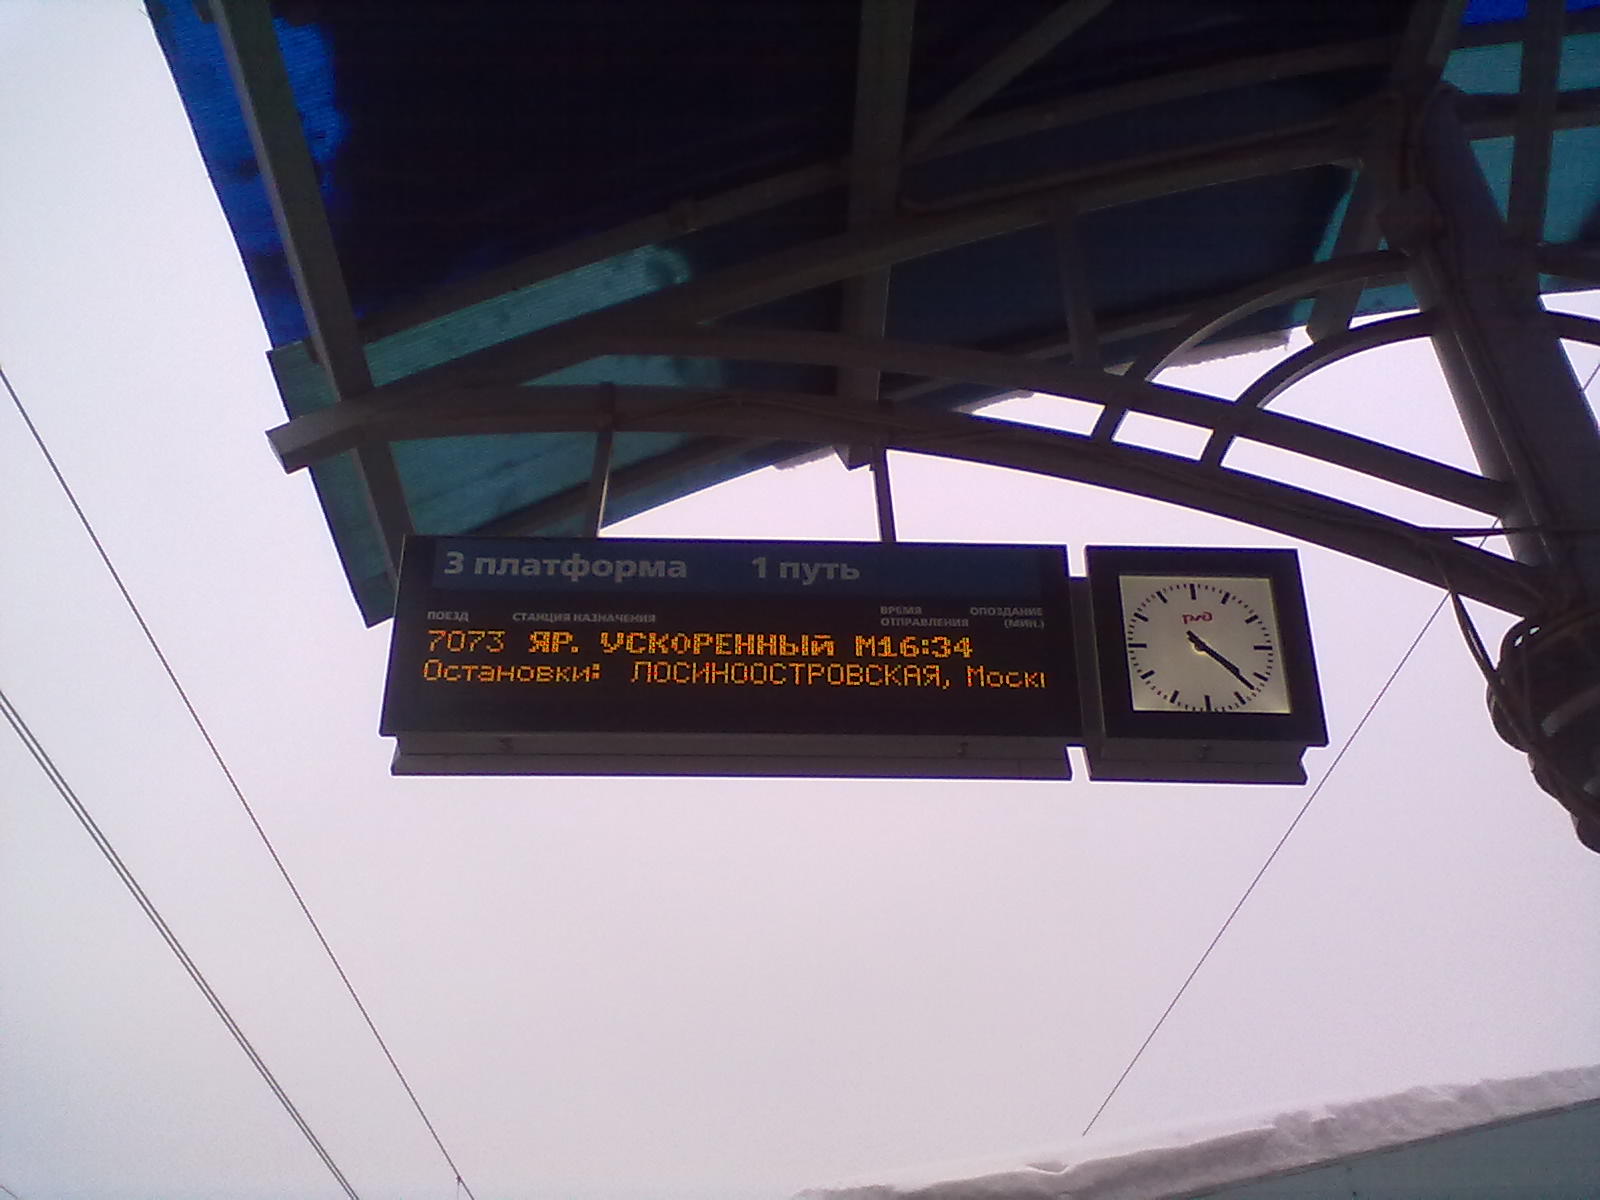 3 платформа 1 путь
ПОЕЗД СТАНЦИЯ НАЗНАЧЕНИЯ ВРЕМЯ ОТПРАВЛЕНИЯ ОПОЗДАНИЕ (МИН.)
7073 ЯР. УСКОРЕННЫЙ М16:34
Остановки: ЛОСИНООСТРОВСКАЯ, Моск
ржд